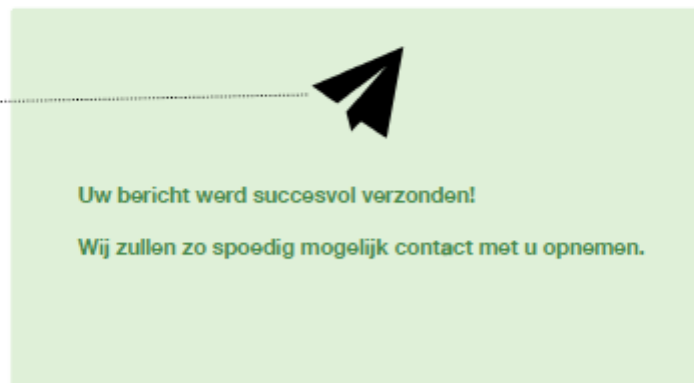 Uw bericht werd succesvol verzonden!
Wij zullen zo spoedig mogelijk contact met u opnemen.